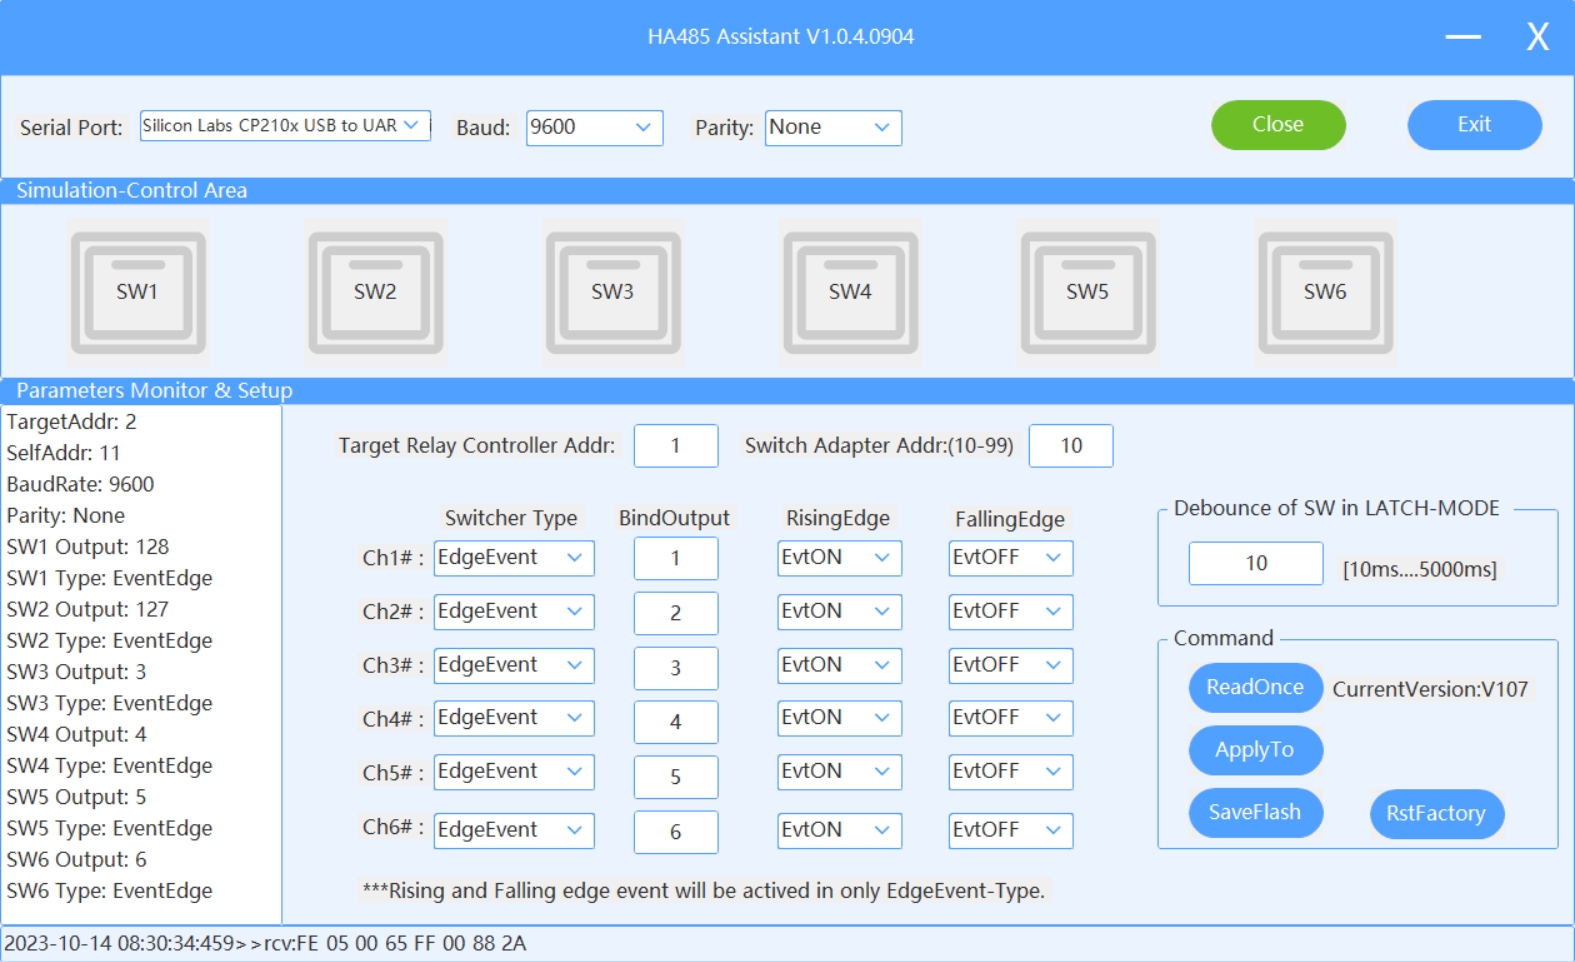 HA485 Assistant V1.0.4.0904
Serial Port: Silicon Labs CP210x USB to UAR Baud: 9600 Parity: None Close Exit
Simulation-Control Area
SW1 SW2 SW3 SW4 SW5 SW6
Parameters Monitor & Setup
TargetAddr: 2
SelfAddr: 11
BaudRate: 9600
Parity: None
SW1 Output: 128
SW1 Type: EventEdge
SW2 Output: 127
SW2 Type: EventEdge
SW3 Output: 3
SW3 Type: EventEdge
SW4 Output: 4
SW4 Type: EventEdge
SW5 Output: 5
SW5 Type: EventEdge
SW6 Output: 6
SW6 Type: EventEdge
Target Relay Controller Addr: 1 Switch Adapter Addr:(10-99) 10
Switcher Type BindOutput RisingEdge FallingEdge
Ch1# : EdgeEvent 1 EvtON EvtOFF
Ch2# : EdgeEvent 2 EvtON EvtOFF
Ch3# : EdgeEvent 3 EvtON EvtOFF
Ch4# : EdgeEvent 4 EvtON EvtOFF
Ch5# : EdgeEvent 5 EvtON EvtOFF
Ch6# : EdgeEvent 6 EvtON EvtOFF
***Rising and Falling edge event will be actived in only EdgeEvent-Type.
Debounce of SW in LATCH-MODE
10 [10ms....5000ms]
Command
ReadOnce CurrentVersion:V107
ApplyTo
SaveFlash RstFactory
2023-10-14 08:30:34:459>>rcv:FE 05 00 65 FF 00 88 2A